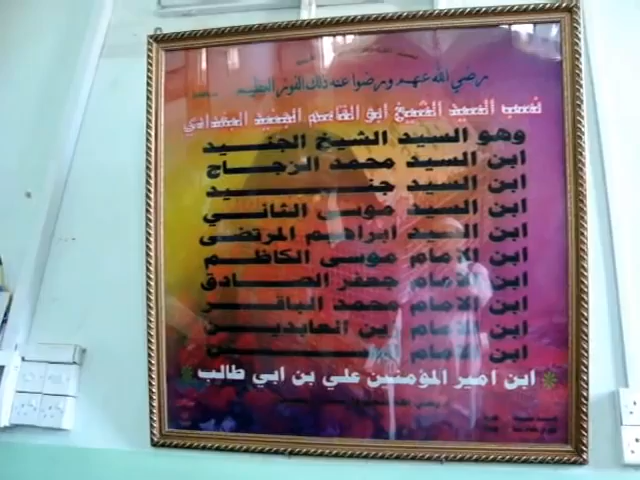 رضي الله عنهم ورضوا عنه ذلك الفوز العظيم
نسب السيد الشيخ ابو القاسم الجنيد البغدادي
وهو السيد الشيخ الجنيد
ابن السيد محمد الزجاج
ابن السيد جنيد
ابن السيد موسى الثاني
ابن السيد ابراهيم المرتضى
ابن الامام موسى الكاظم
ابن الامام جعفر الصادق
ابن الامام محمد الباقر
ابن الامام زين العابدين
ابن الامام
ابن امير المؤمنين علي بن ابي طالب